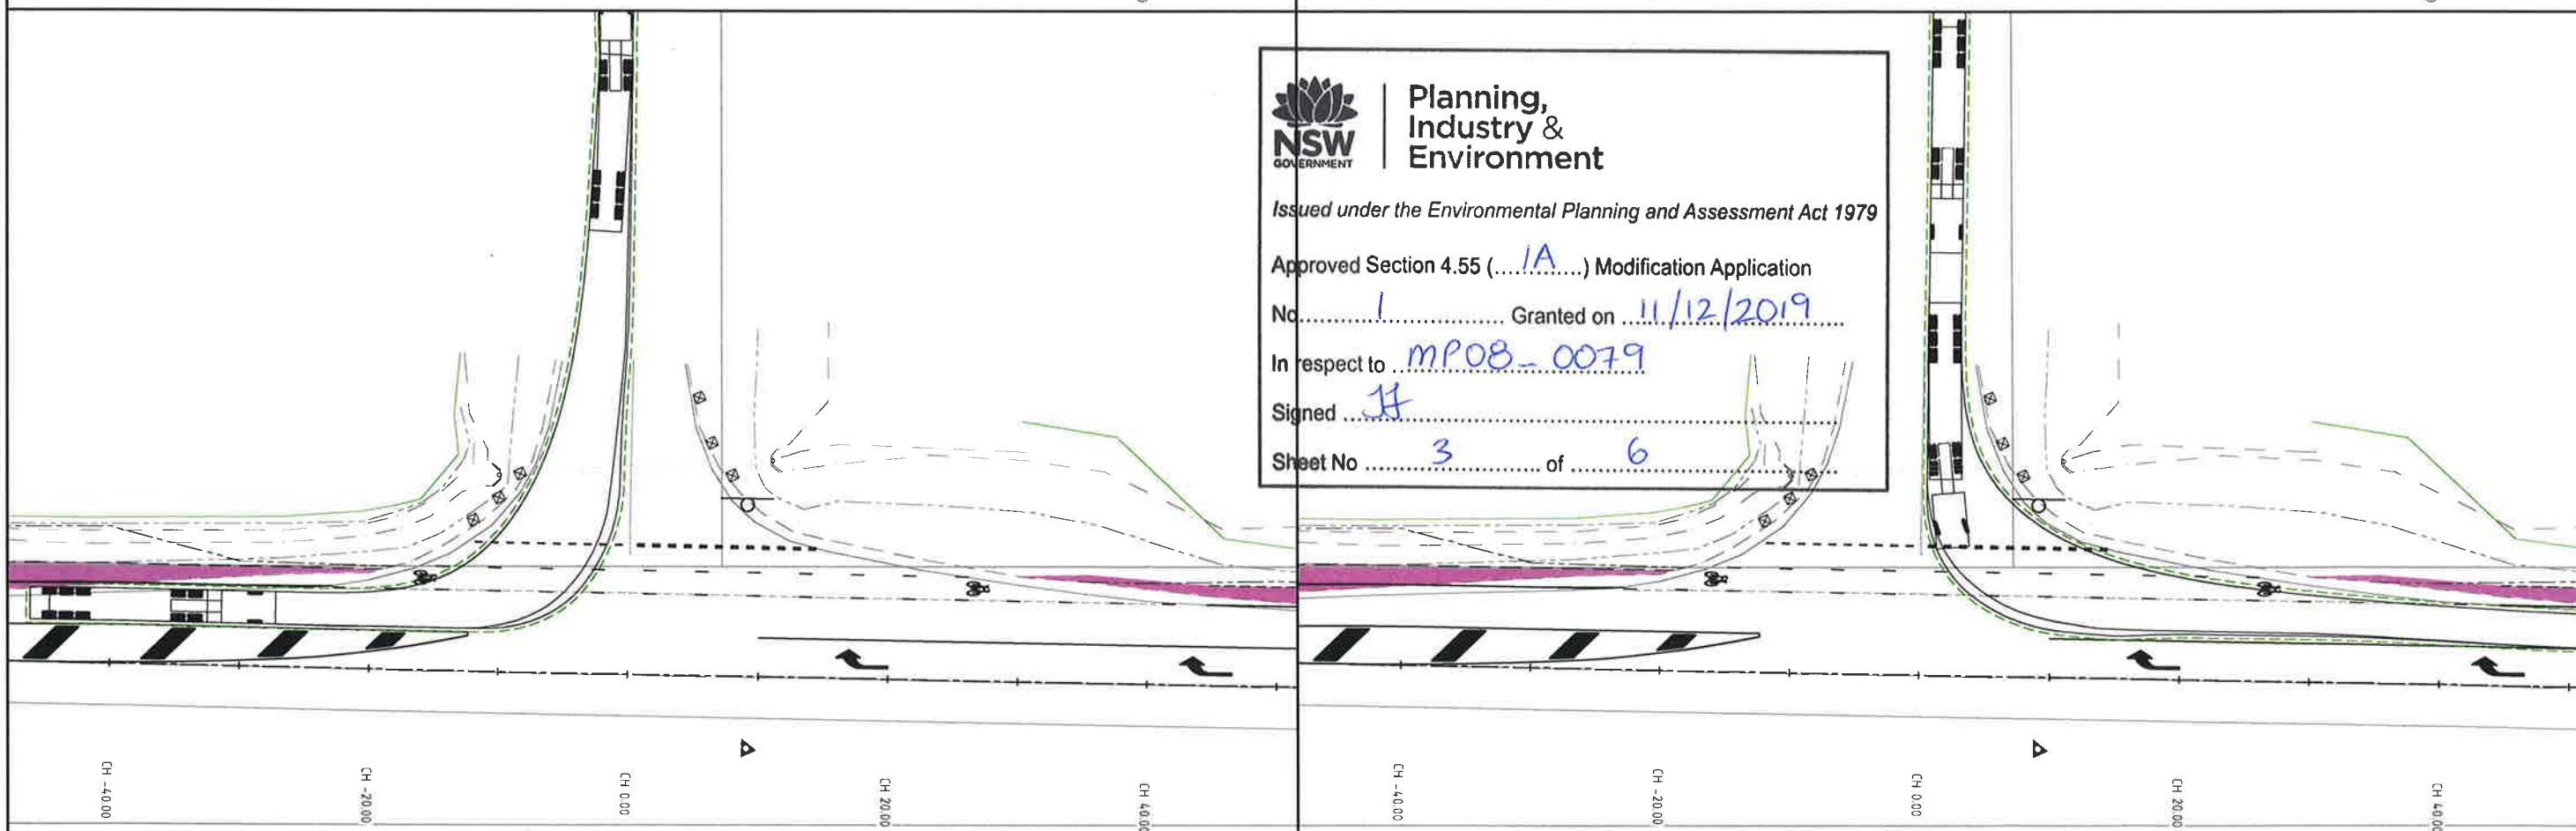 NSW
GOVERNMENT
Planning,
Industry &
Environment
Issued under the Environmental Planning and Assessment Act 1979
Approved Section 4.55 (....1A.....) Modification Application
No............1.................. Granted on ..11/12/2019.....
In respect to ..MP08-0079
Signed ....JJ.....
Sheet No ..........3............... of ........6..........
CH -40.00
CH -20.00
CH 0.00
CH 20.00
CH 40.00
CH -40.00
CH -20.00
CH 0.00
CH 20.00
CH 40.00